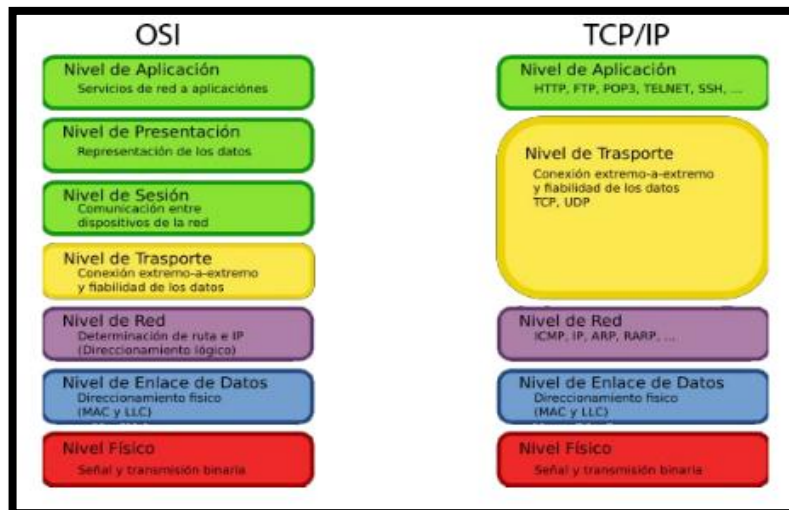 OSI
Nivel de Aplicación
Servicios de red a aplicaciónes
Nivel de Presentación
Representación de los datos
Nivel de Sesión
Comunicación entre
dispositivos de la red
Nivel de Trasporte
Conexión extremo-a-extremo
y fiabilidad de los datos
Nivel de Red
Determinación de ruta e IP
(Direccionamiento lógico)
Nivel de Enlace de Datos
Direccionamiento fisico
(MAC y LLC)
Nivel Físico
Señal y transmisión binaria
TCP/IP
Nivel de Aplicación
HTTP, FTP, POP3, TELNET, SSH, ...
Nivel de Trasporte
Conexión extremo-a-extremo
y fiabilidad de los datos
TCP, UDP
Nivel de Red
ICMP, IP, ARP, RARP, ...
Nivel de Enlace de Datos
Direccionamiento fisico
(MAC y LLC)
Nivel Físico
Señal y transmisión binaria